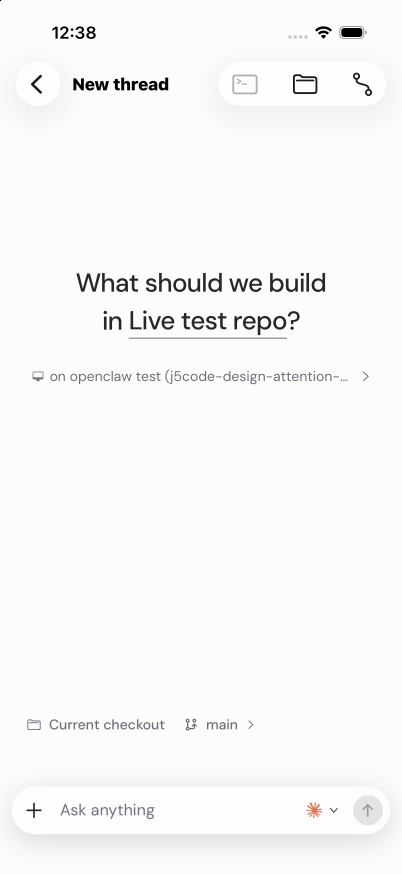 12:38
New thread
What should we build
in Live test repo?
on openclaw test (j5code-design-attention-...
Current checkout
main
Ask anything